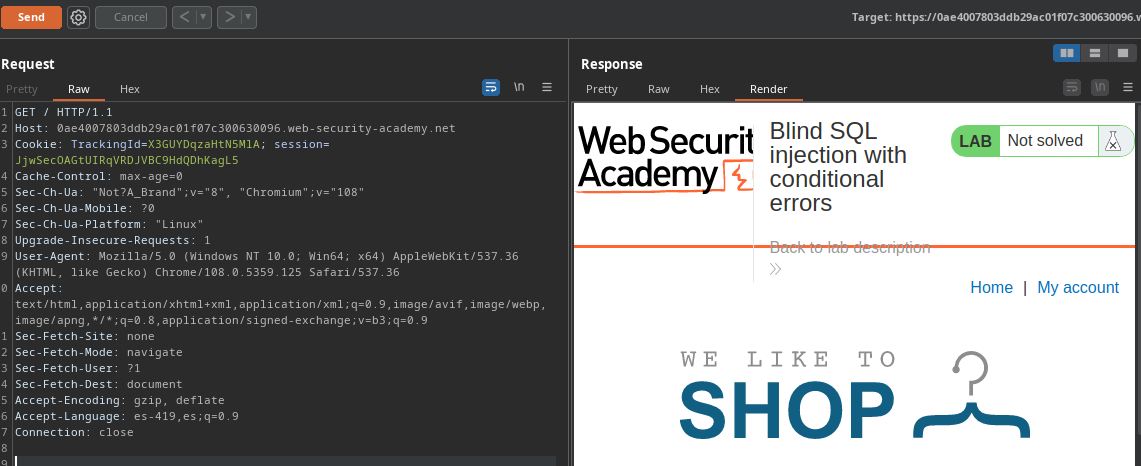 Send
Cancel
Target: https://0ae4007803ddb29ac01f07c300630096.w
Request
Pretty
Raw
Hex
\n
1 GET / HTTP/1.1
2 Host: 0ae4007803ddb29ac01f07c300630096.web-security-academy.net
3 Cookie: TrackingId=X3GUYDqzaHtN5MlA; session=
JjwSecOAGtUIRqVRDJVBC9HdQDhKagL5
4 Cache-Control: max-age=0
5 Sec-Ch-Ua: "Not?A_Brand";v="8", "Chromium";v="108"
6 Sec-Ch-Ua-Mobile: ?0
7 Sec-Ch-Ua-Platform: "Linux"
8 Upgrade-Insecure-Requests: 1
9 User-Agent: Mozilla/5.0 (Windows NT 10.0; Win64; x64) AppleWebKit/537.36
(KHTML, like Gecko) Chrome/108.0.5359.125 Safari/537.36
0 Accept:
text/html,application/xhtml+xml,application/xml;q=0.9,image/avif,image/webp,
image/apng,*/*;q=0.8,application/signed-exchange;v=b3;q=0.9
1 Sec-Fetch-Site: none
2 Sec-Fetch-Mode: navigate
3 Sec-Fetch-User: ?1
4 Sec-Fetch-Dest: document
5 Accept-Encoding: gzip, deflate
6 Accept-Language: es-419,es;q=0.9
7 Connection: close
8
9
Response
Pretty
Raw
Hex
Render
\n
Web Securit
Academy
Blind SQL
injection with
conditional
errors
LAB
Not solved
Back to lab description
Home | My account
WE LIKE TO
SHOP